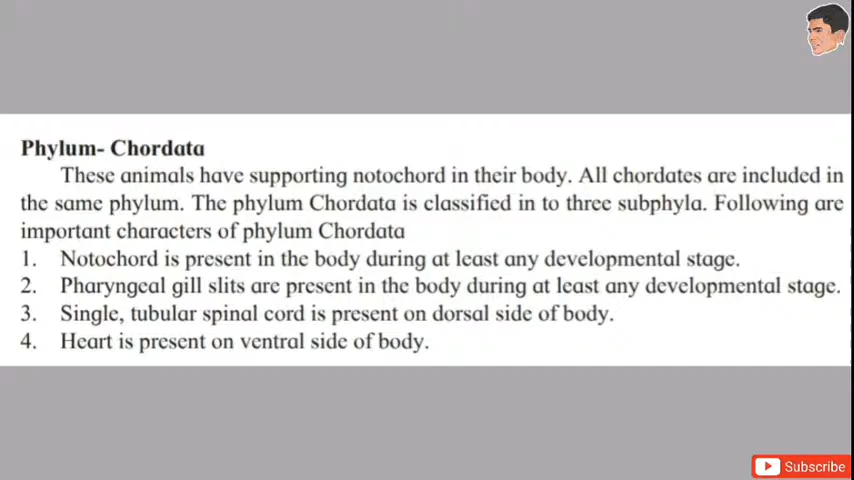 Phylum- Chordata
These animals have supporting notochord in their body. All chordates are included in
the same phylum. The phylum Chordata is classified in to three subphyla. Following are
important characters of phylum Chordata
1. Notochord is present in the body during at least any developmental stage.
2. Pharyngeal gill slits are present in the body during at least any developmental stage.
3. Single, tubular spinal cord is present on dorsal side of body.
4. Heart is present on ventral side of body.
Subscribe